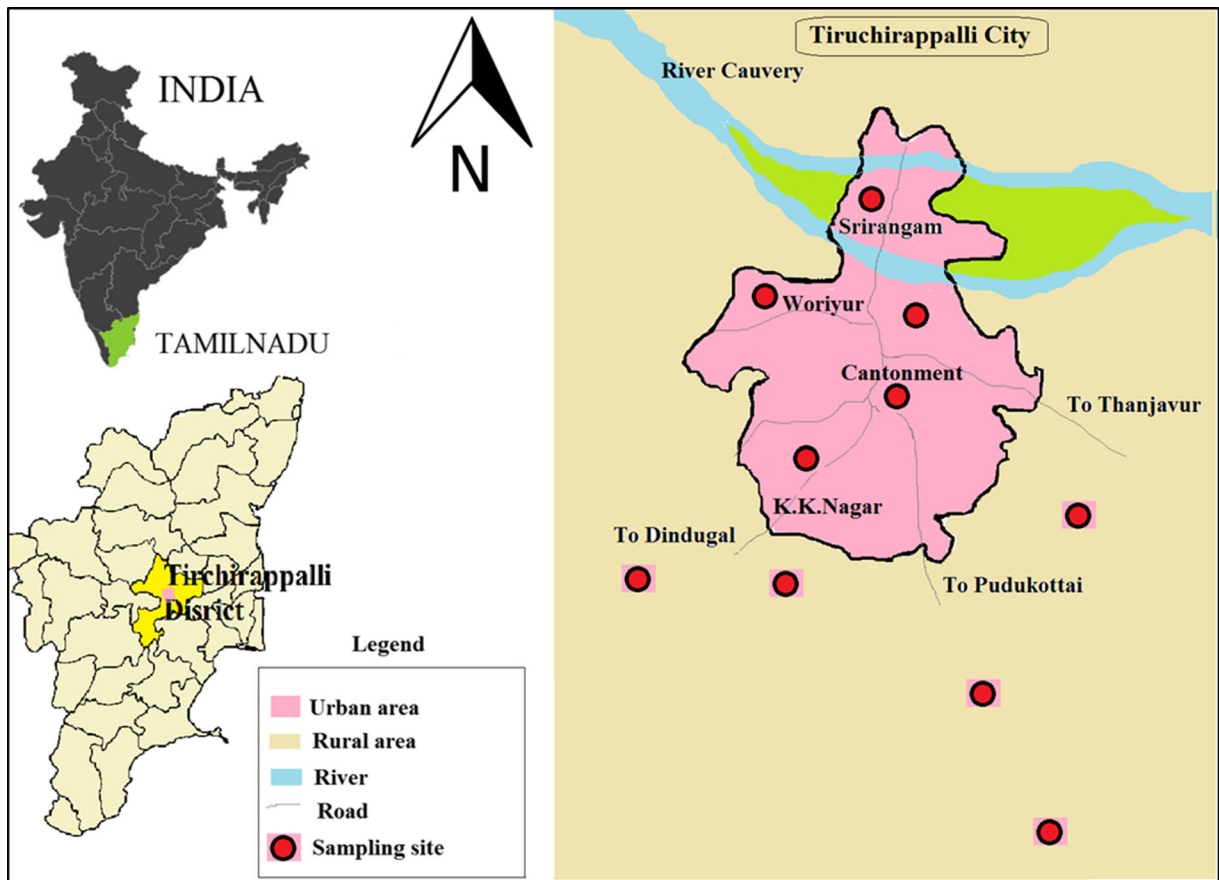 INDIA
TAMILNADU
N
Tirchirappalli
Disrict
Legend
Urban area
Rural area
River
Road
Sampling site
Tiruchirappalli City
River Cauvery
Srirangam
Woriyur
Cantonment
To Thanjavur
K.K.Nagar
To Dindugal
To Pudukottai